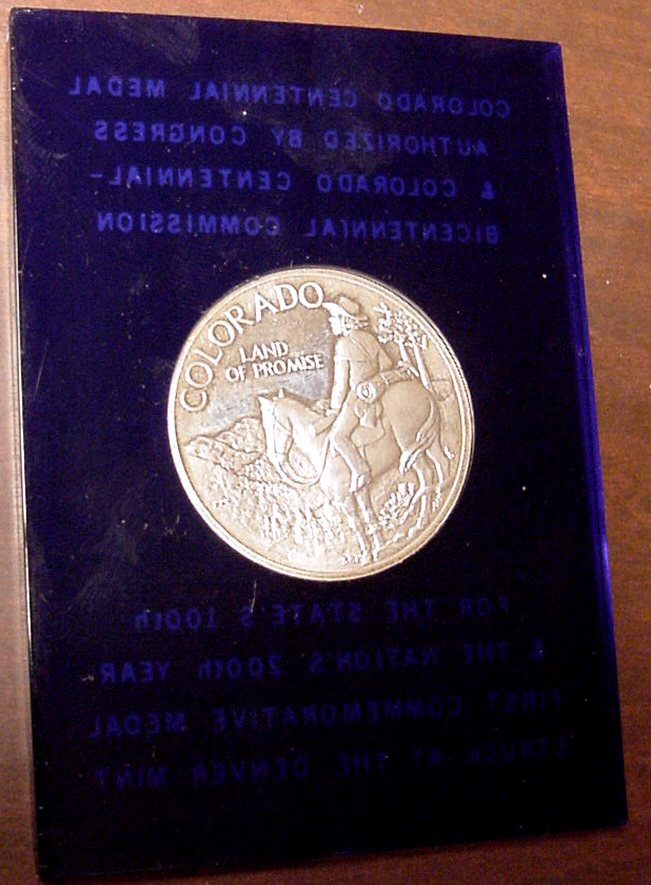 COLORADO CENTENNIAL MEDAL
AUTHORIZED BY CONGRESS
& COLORADO CENTENNIAL-
BICENTENNIAL COMMISSION
COLORADO
LAND
OF PROMISE
FOR THE STATE'S 100th
& THE NATION'S 200th YEAR
FIRST COMMEMORATIVE MEDAL
STRUCK AT THE DENVER MINT